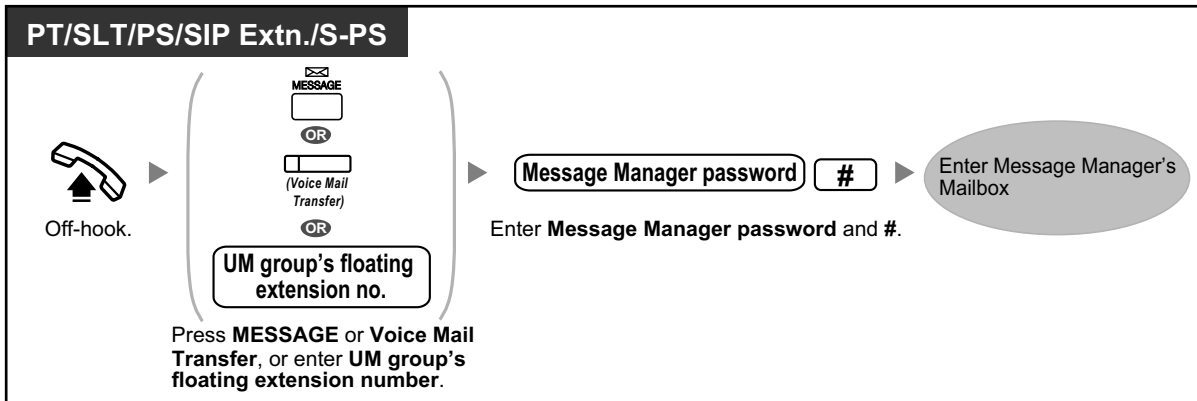 PT/SLT/PS/SIP Extn./S-PS
MESSAGE
OR
(Voice Mail
Transfer)
OR
UM group's floating
extension no.
Off-hook.
Press MESSAGE or Voice Mail
Transfer, or enter UM group's
floating extension number.
Message Manager password #
Enter Message Manager password and #.
Enter Message Manager's
Mailbox